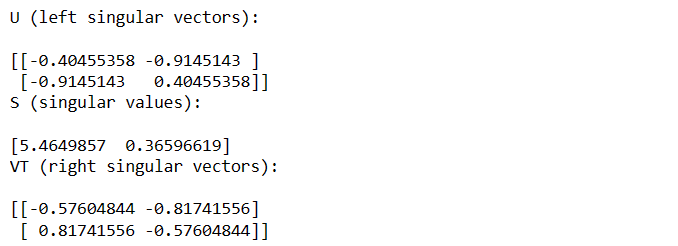 U (left singular vectors):
[[-0.40455358 -0.9145143 ]
 [-0.9145143   0.40455358]]
S (singular values):
[5.4649857  0.36596619]
VT (right singular vectors):
[[-0.57604844 -0.81741556]
 [ 0.81741556 -0.57604844]]